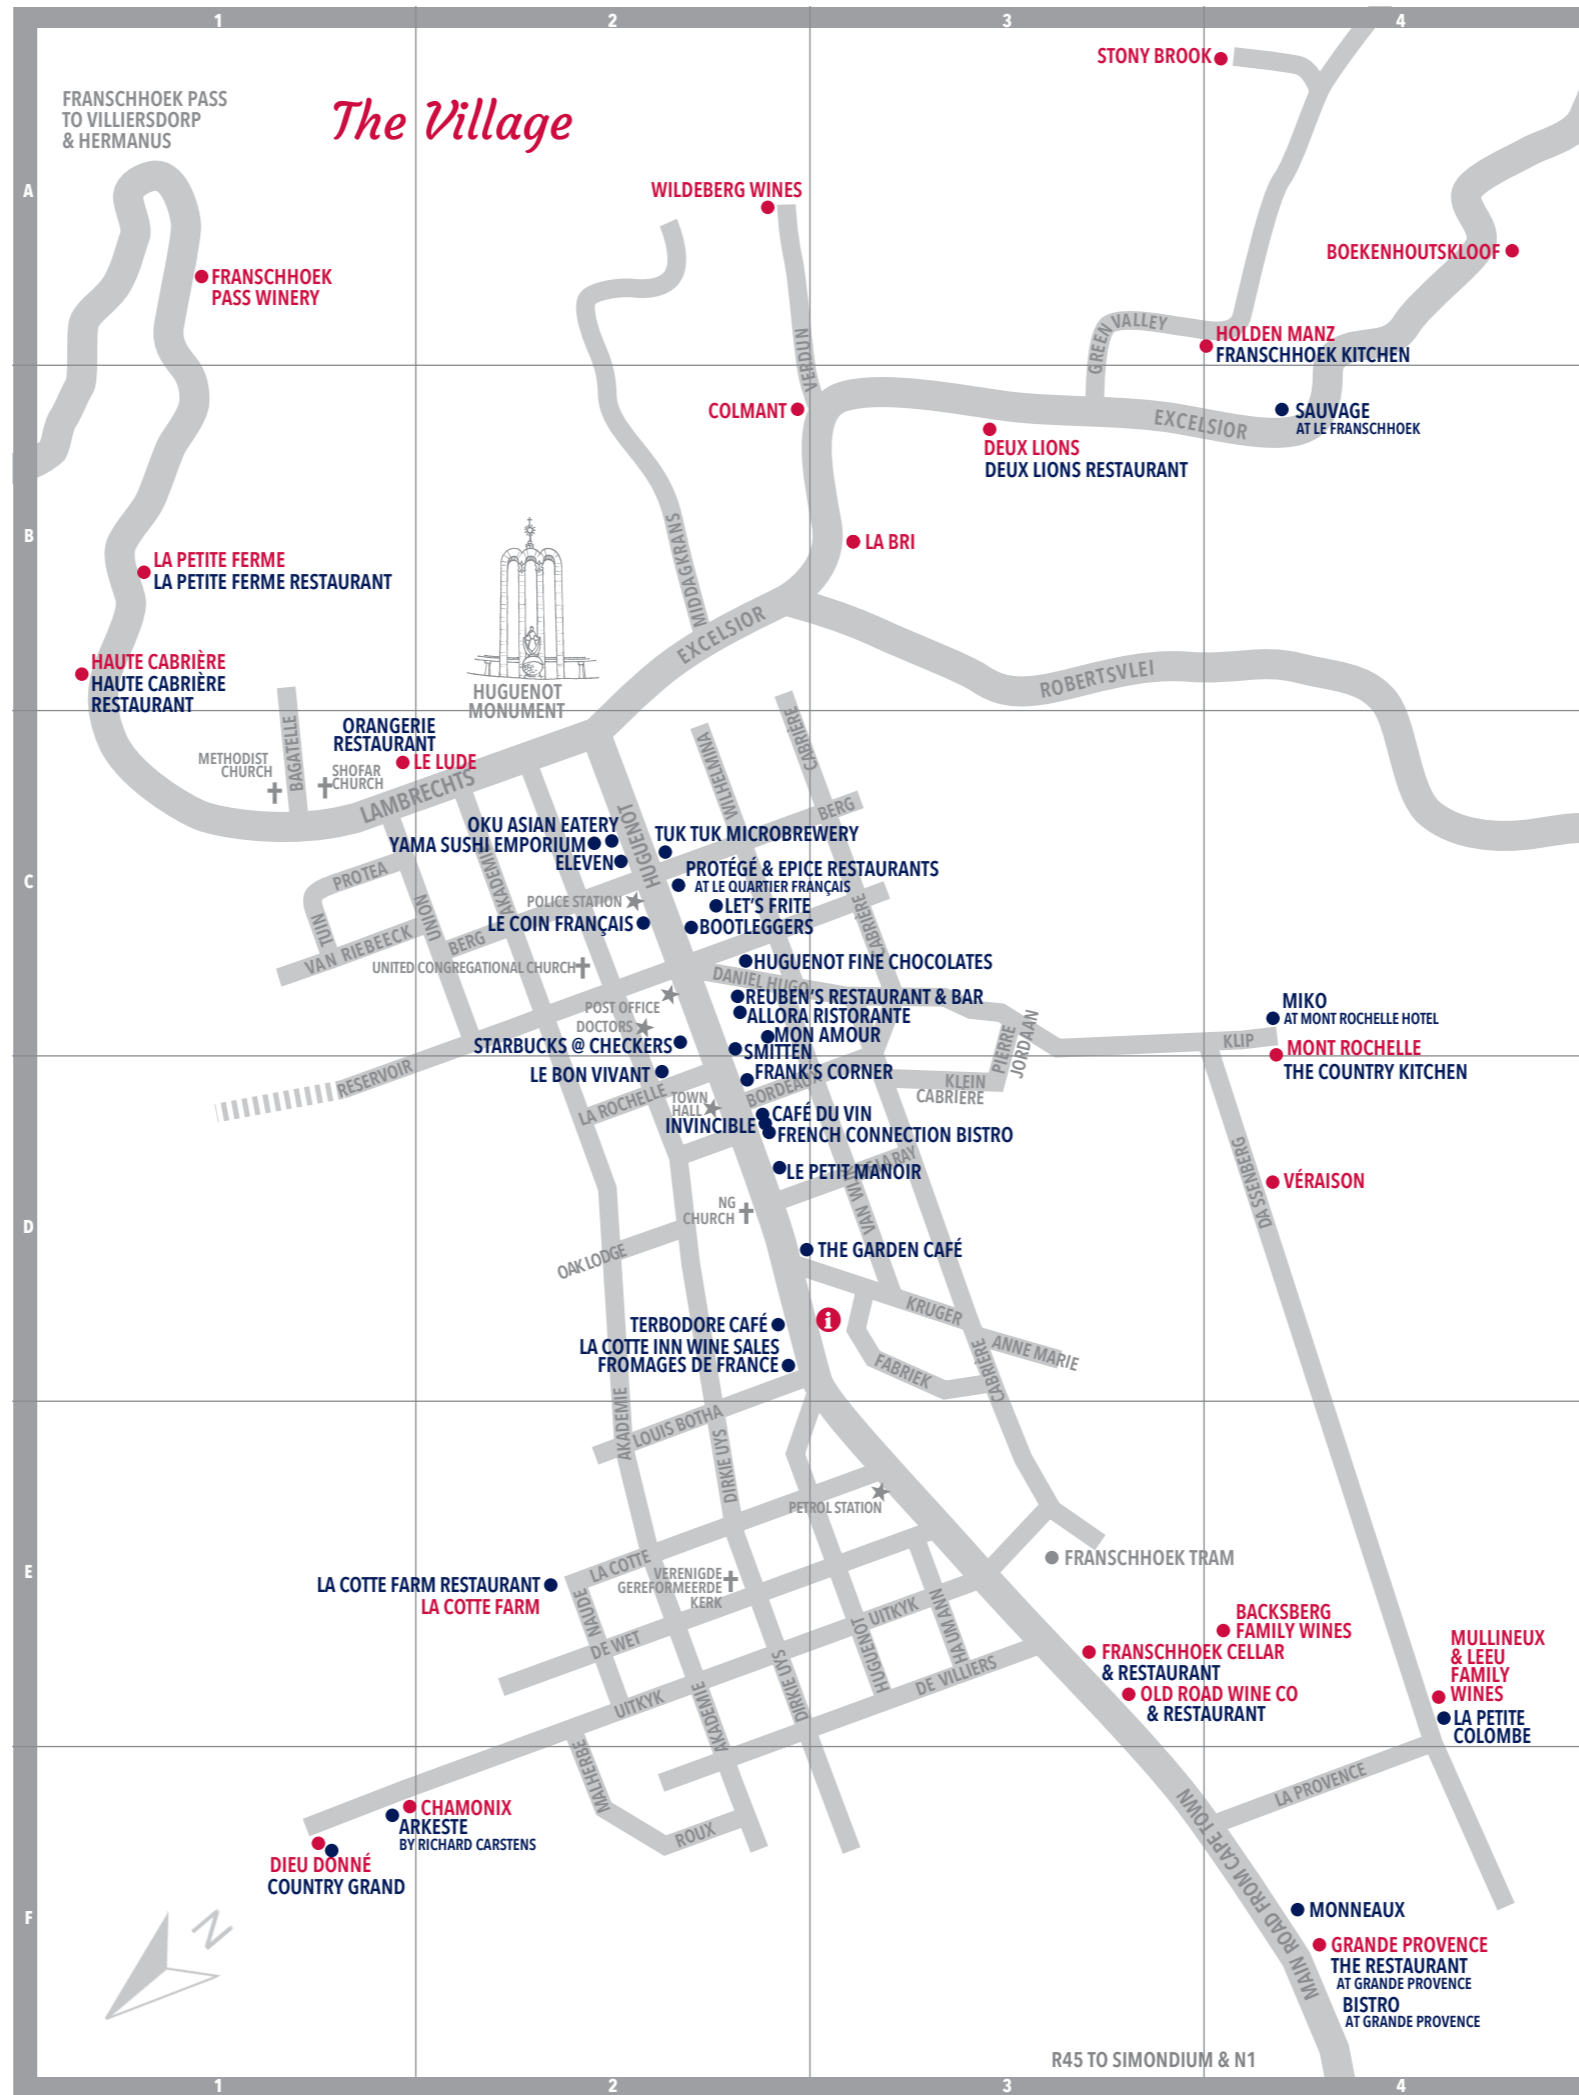 1
2
3
4
STONY BROOK
FRANSCHHOEK PASS
TO VILLIERSDORP
& HERMANUS
The Village
A
WILDEBERG WINES
BOEKENHOUTSKLOOF
FRANSCHHOEK
PASS WINERY
GREEN VALLEY
HOLDEN MANZ
FRANSCHHOEK KITCHEN
VERDUN
COLMANT
EXCELSIOR
SAUVAGE
AT LE FRANSCHHOEK
DEUX LIONS
DEUX LIONS RESTAURANT
B
LA BRI
LA PETITE FERME
LA PETITE FERME RESTAURANT
MIDDAGKRANS
EXCELSIOR
HAUTE CABRIÈRE
HAUTE CABRIÈRE
RESTAURANT
HUGUENOT
MONUMENT
ROBERTSVLEI
ORANGERIE
RESTAURANT
LE LUDE
METHODIST
CHURCH
BAGATELLE
SHOFAR
CHURCH
LAMBRECHTS
WILHELMINA
CABRIÈRE
BERG
HUGUENOT
OKU ASIAN EATERY
YAMA SUSHI EMPORIUM
ELEVEN
TUK TUK MICROBREWERY
C
PROTEA
AKADEMIE
PROTÉGÉ & EPICE RESTAURANTS
AT LE QUARTIER FRANÇAIS
POLICE STATION
LET'S FRITE
LE COIN FRANÇAIS
BOOTLEGGERS
TUIN
UNION
CABRIÈRE
VAN RIEBEECK
BERG
UNITED CONGREGATIONAL CHURCH
HUGUENOT FINE CHOCOLATES
DANIEL HUGO
POST OFFICE
REUBEN'S RESTAURANT & BAR
MIKO
AT MONT ROCHELLE HOTEL
DOCTORS
ALLORA RISTORANTE
MON AMOUR
PIERRE
JORDAAN
KLIP
STARBUCKS @ CHECKERS
SMITTEN
MONT ROCHELLE
THE COUNTRY KITCHEN
RESERVOIR
LE BON VIVANT
FRANK'S CORNER
BORDEAUX
KLEIN
CABRIÈRE
LA ROCHELLE
TOWN
HALL
CAFÉ DU VIN
INVINCIBLE
FRENCH CONNECTION BISTRO
LE PETIT MANOIR
DASSENBERG
VÉRAISON
D
NG
CHURCH
OAK LODGE
THE GARDEN CAFÉ
KRUGER
i
TERBODORE CAFÉ
LA COTTE INN WINE SALES
FROMAGES DE FRANCE
FABRIEK
CABRIÈRE
ANNE MARIE
AKADEMIE
LOUIS BOTHA
DIRKIE UYS
PETROL STATION
E
LA COTTE
FRANSCHHOEK TRAM
LA COTTE FARM RESTAURANT
LA COTTE FARM
VERENIGDE
GEREFORMEERDE
KERK
NAUDE
DE WET
HUGUENOT
UITKYK
HAUMANN
BACKSBERG
FAMILY WINES
FRANSCHHOEK CELLAR
& RESTAURANT
MULLINEUX
& LEEU
FAMILY
WINES
DE VILLIERS
OLD ROAD WINE CO
& RESTAURANT
UITKYK
AKADEMIE
DIRKIE UYS
LA PETITE
COLOMBE
MALHERBE
LA PROVENCE
CHAMONIX
ARKESTE
BY RICHARD CARSTENS
ROUX
DIEU DONNÉ
COUNTRY GRAND
MAIN ROAD FROM CAPE TOWN
F
N
MONNEAUX
GRANDE PROVENCE
THE RESTAURANT
AT GRANDE PROVENCE
BISTRO
AT GRANDE PROVENCE
R45 TO SIMONDIUM & N1
1
2
3
4